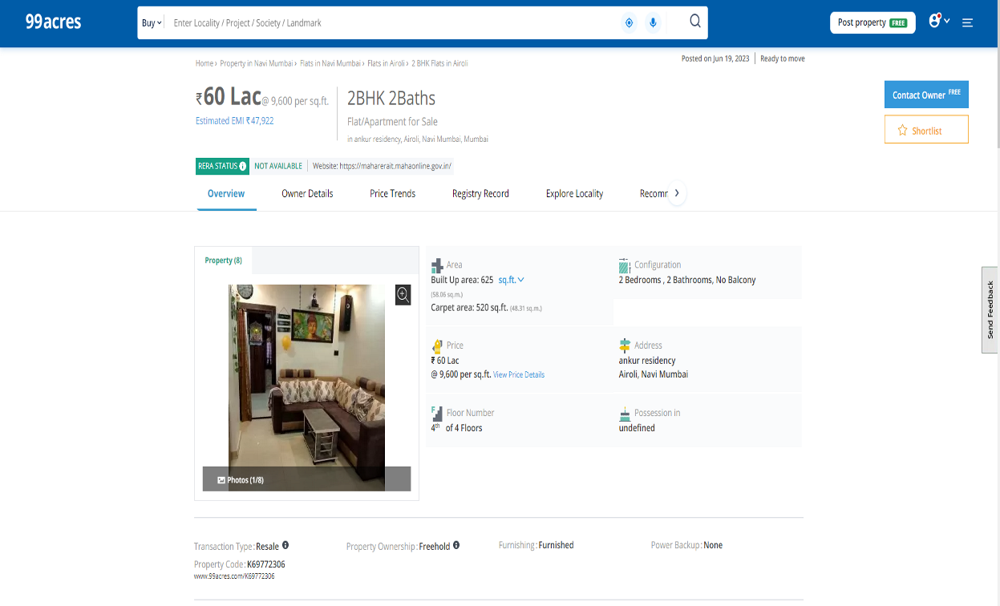 99acres
Buy
Enter Locality / Project / Society / Landmark
Post property FREE
Home› Property in Navi Mumbai› Flats in Navi Mumbai› Flats in Airoli› 2 BHK Flats in Airoli
Posted on Jun 19, 2023 | Ready to move
₹60 Lac @ 9,600 per sq.ft.
Estimated EMI ₹ 47,922
2BHK 2Baths
Flat/Apartment for Sale
in ankur residency, Airoli, Navi Mumbai, Mumbai
Contact Owner FREE
Shortlist
RERA STATUS NOT AVAILABLE Website: https://maharerait.mahaonline.gov.in/
Overview Owner Details Price Trends Registry Record Explore Locality Recomr
Property (8)
Photos (1/8)
Area
Built Up area: 625 sq.ft.
(58.06 sq.m.)
Carpet area: 520 sq.ft. (48.31 sq.m.)
Configuration
2 Bedrooms , 2 Bathrooms, No Balcony
Price
₹ 60 Lac
@ 9,600 per sq.ft. View Price Details
Address
ankur residency
Airoli, Navi Mumbai
F Floor Number
4th of 4 Floors
Possession in
undefined
Send Feedback
Transaction Type: Resale
Property Ownership: Freehold
Furnishing: Furnished
Power Backup: None
Property Code: K69772306
www.99acres.com/K69772306